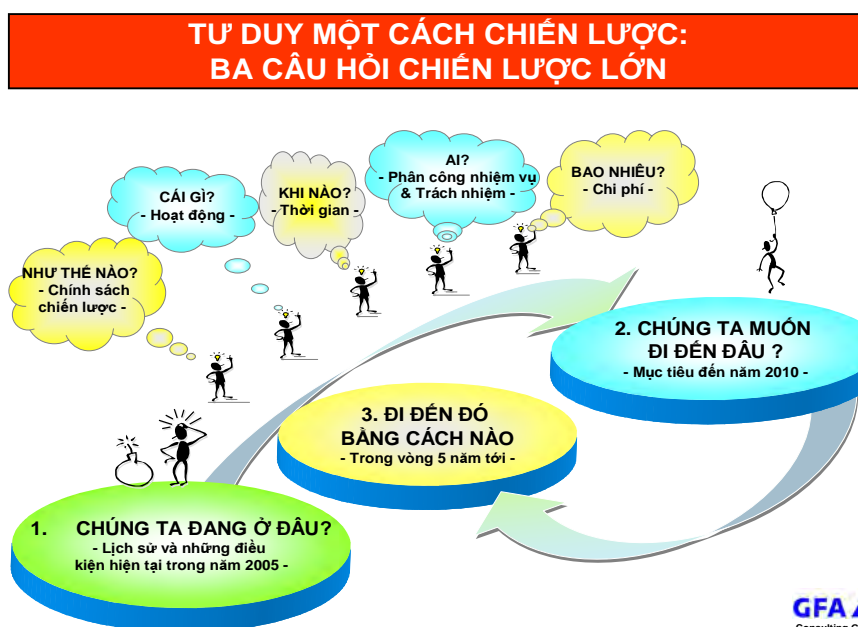 TƯ DUY MỘT CÁCH CHIẾN LƯỢC:
BA CÂU HỎI CHIẾN LƯỢC LỚN
NHƯ THẾ NÀO?
- Chính sách
chiến lược -
CÁI GÌ?
- Hoạt động -
KHI NÀO?
- Thời gian -
AI?
- Phân công nhiệm vụ
& Trách nhiệm -
BAO NHIÊU?
- Chi phí -
2. CHÚNG TA MUỐN
ĐI ĐẾN ĐÂU ?
- Mục tiêu đến năm 2010 -
3. ĐI ĐẾN ĐÓ
BẰNG CÁCH NÀO
- Trong vòng 5 năm tới -
1. CHÚNG TA ĐANG Ở ĐÂU?
- Lịch sử và những điều
kiện hiện tại trong năm 2005 -
GFA
Consulting